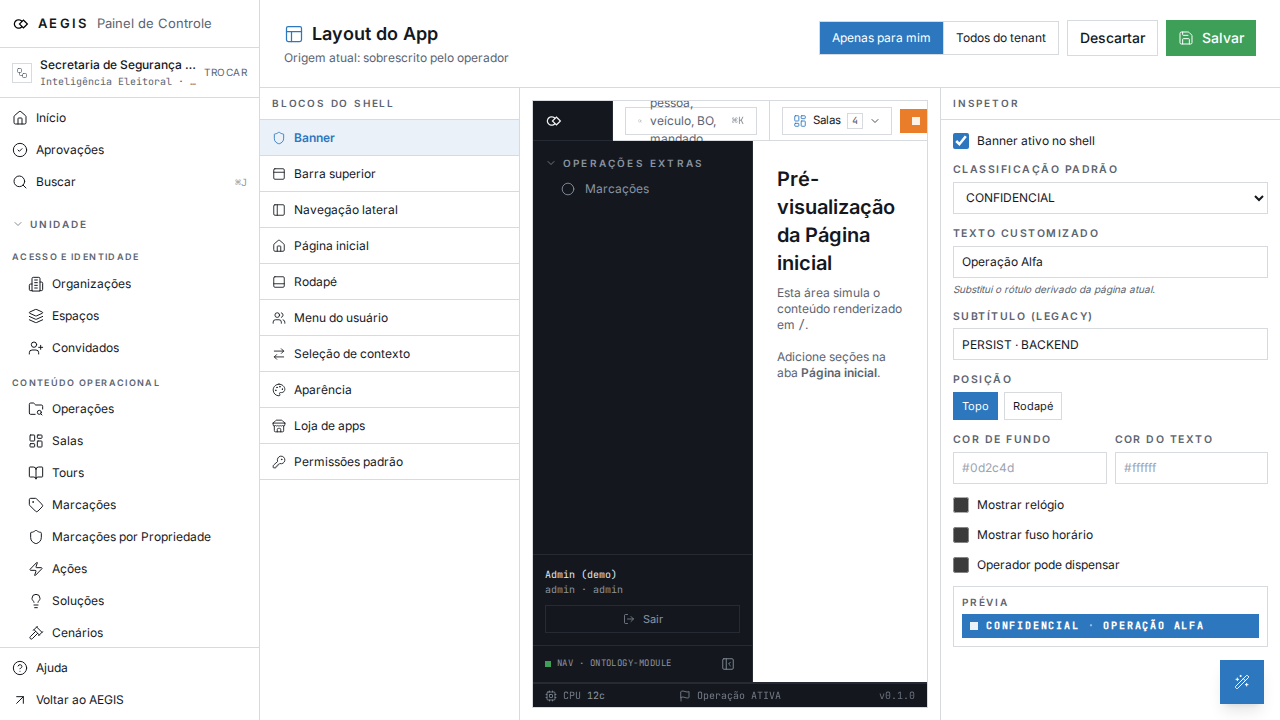 AEGIS Painel de Controle
Secretaria de Segurança ...
Inteligência Eleitoral · …
TROCAR
Início
Aprovações
Buscar ⌘J
UNIDADE
ACESSO E IDENTIDADE
Organizações
Espaços
Convidados
CONTEÚDO OPERACIONAL
Operações
Salas
Tours
Marcações
Marcações por Propriedade
Ações
Soluções
Cenários
Ajuda
Voltar ao AEGIS
Layout do App
Origem atual: sobrescrito pelo operador
Apenas para mim
Todos do tenant
Descartar
Salvar
BLOCOS DO SHELL
Banner
Barra superior
Navegação lateral
Página inicial
Rodapé
Menu do usuário
Seleção de contexto
Aparência
Loja de apps
Permissões padrão
pessoa,
veículo, BO,
mandado
⌘K
Salas 4
OPERAÇÕES EXTRAS
Marcações
Pré-
visualização
da Página
inicial
Esta área simula o
conteúdo renderizado
em /.
Adicione seções na
aba Página inicial.
Admin (demo)
admin · admin
Sair
NAV · ONTOLOGY-MODULE
CPU 12c
Operação ATIVA
v0.1.0
INSPETOR
Banner ativo no shell
CLASSIFICAÇÃO PADRÃO
CONFIDENCIAL
TEXTO CUSTOMIZADO
Operação Alfa
Substitui o rótulo derivado da página atual.
SUBTÍTULO (LEGACY)
PERSIST · BACKEND
POSIÇÃO
Topo
Rodapé
COR DE FUNDO
COR DO TEXTO
#0d2c4d
#ffffff
Mostrar relógio
Mostrar fuso horário
Operador pode dispensar
PRÉVIA
CONFIDENCIAL · OPERAÇÃO ALFA